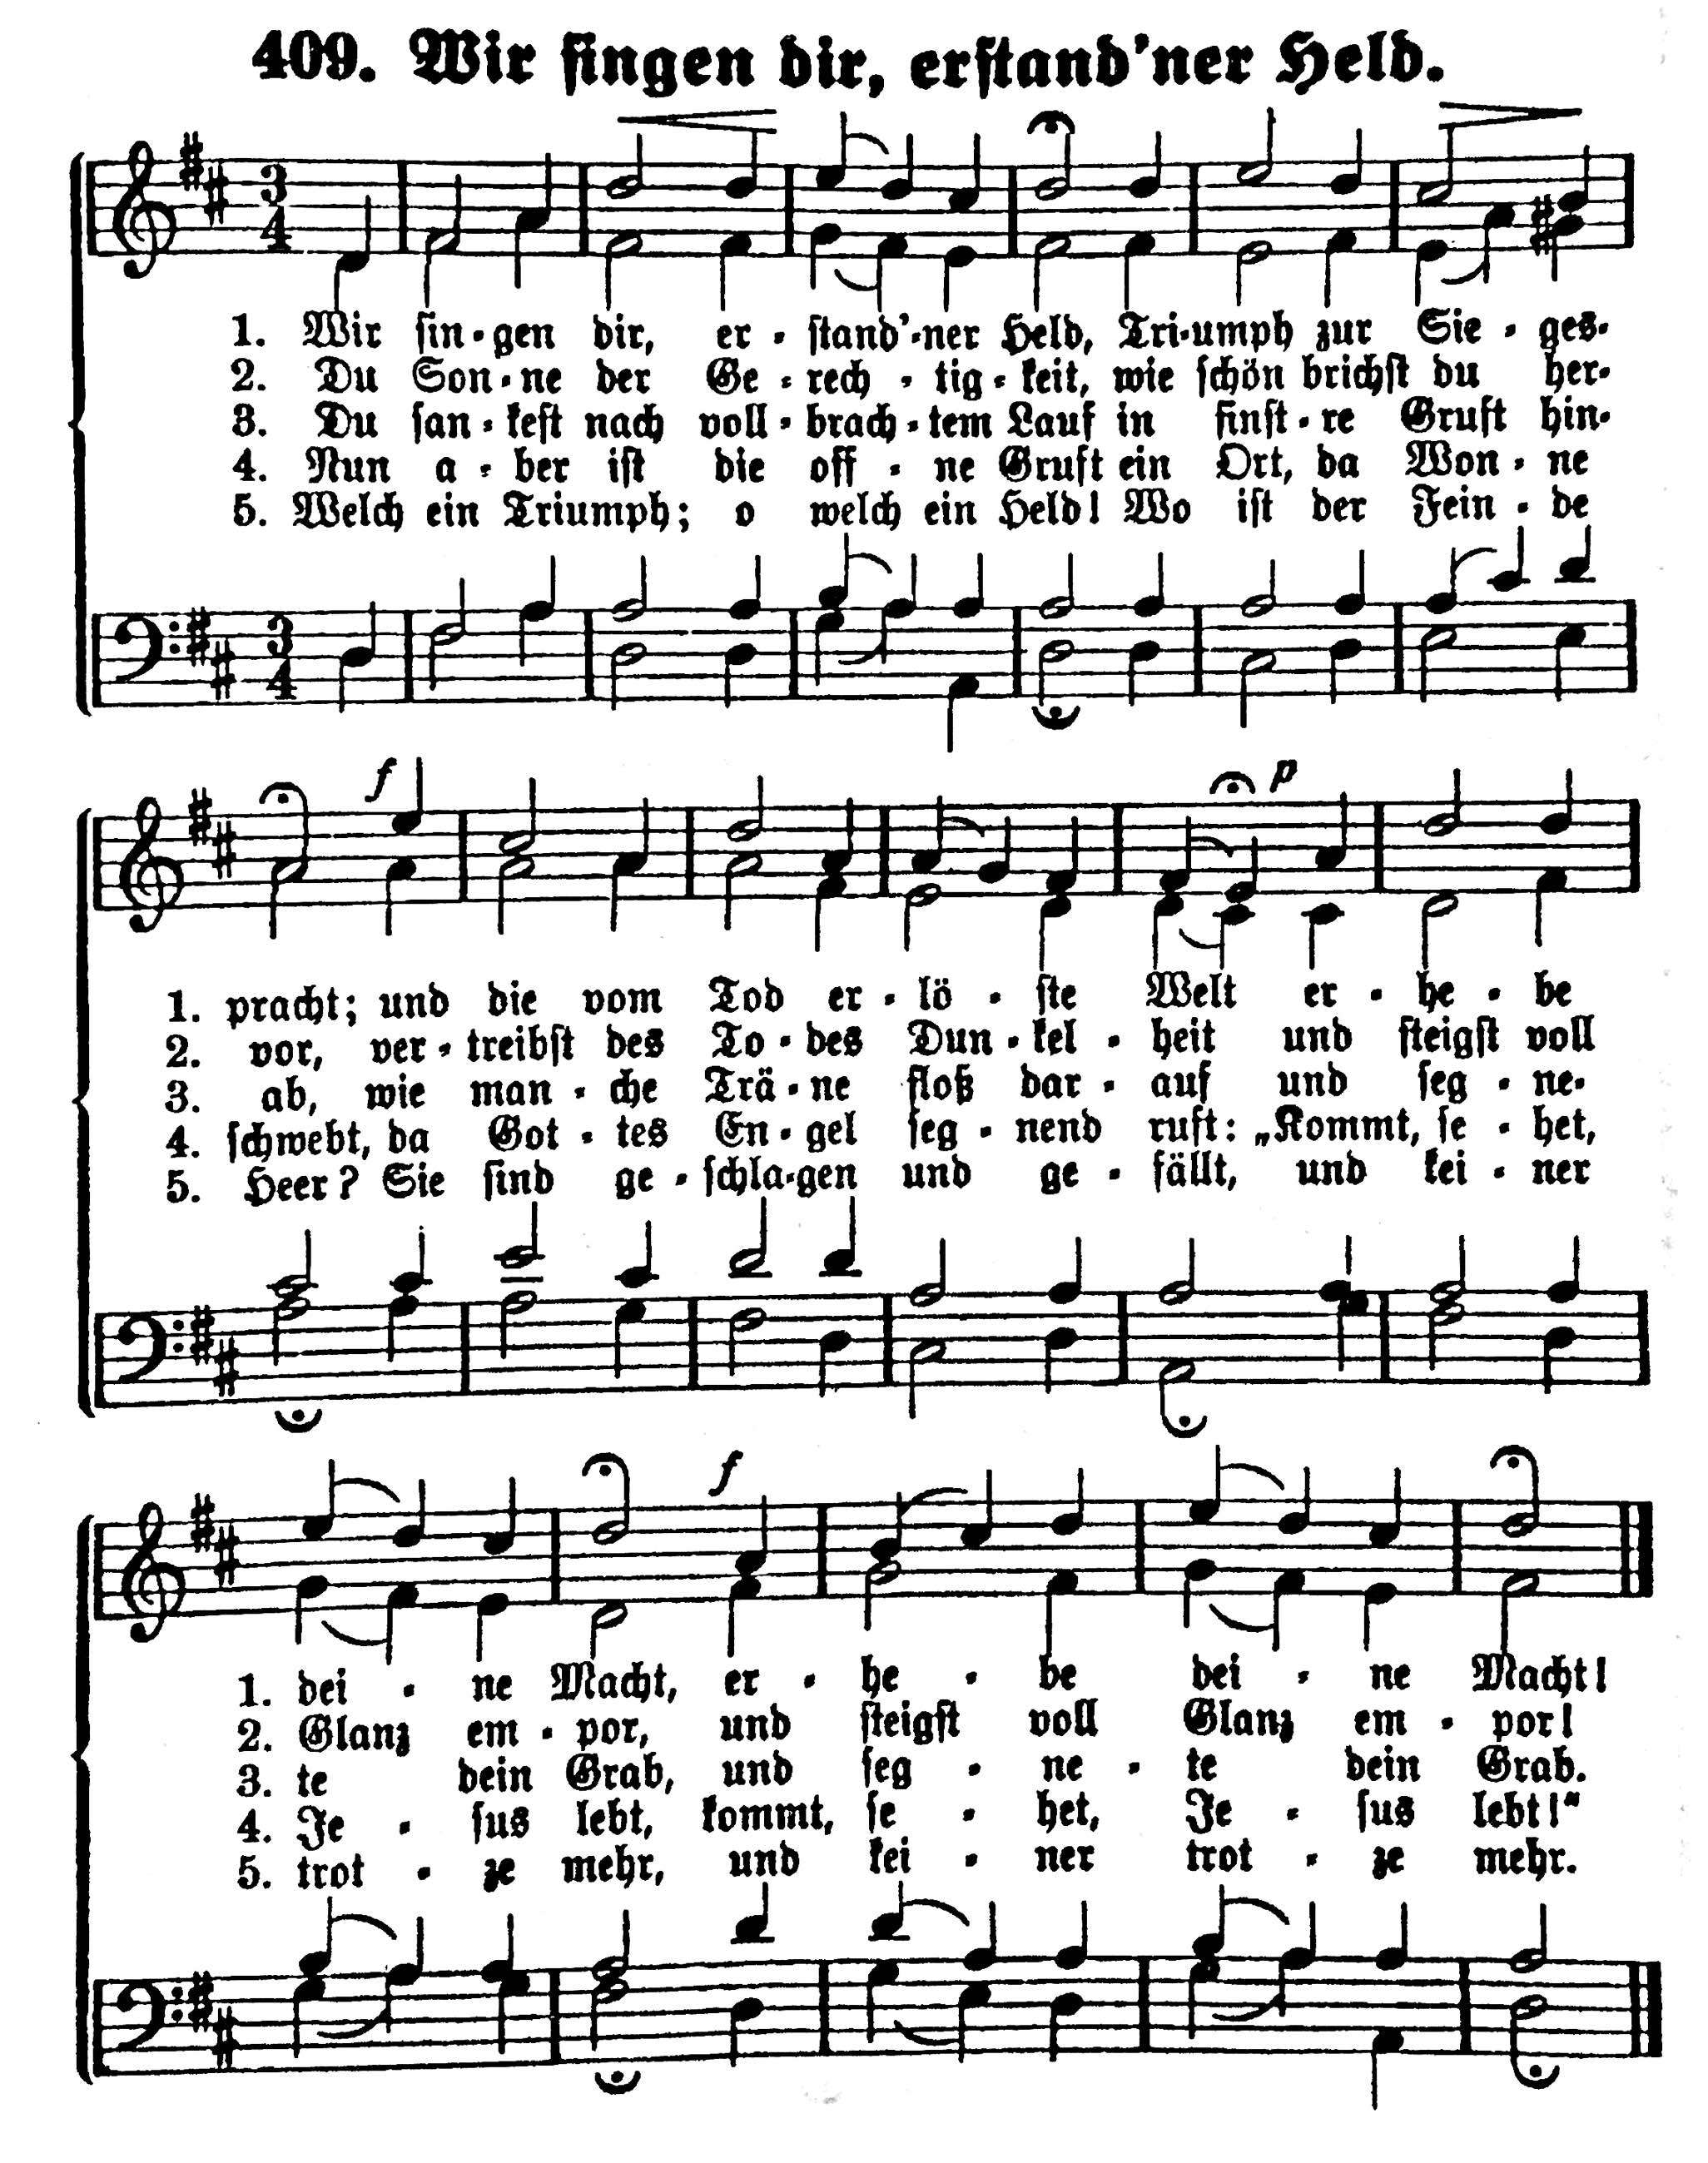 409. Wir singen dir, erstand'ner Held.
3
4
1. Wir sin-gen dir, er-stand'-ner Held, Tri-umph zur Sie-ges-
2. Du Son-ne der Ge-rech-tig-keit, wie schön brichst du her-
3. Du san-kest nach voll-brach-tem Lauf in finst-re Gruft hin-
4. Nun a-ber ist die off-ne Gruft ein Ort, da Won-ne
5. Welch ein Triumph; o welch ein Held! Wo ist der Fein-de
3
4
f p
1. pracht; und die vom Tod er-lö-ste Welt er-he-be
2. vor, ver-treibst des To-des Dun-kel-heit und steigst voll
3. ab, wie man-che Trä-ne floß dar-auf und seg-ne-
4. schwebt, da Got-tes En-gel seg-nend ruft: „Kommt, se-het,
5. Heer? Sie sind ge-schla-gen und ge-fällt, und kei-ner
f
1. dei-ne Macht, er-he-be dei-ne Macht!
2. Glanz em-por, und steigst voll Glanz em-por!
3. te dein Grab, und seg-ne-te dein Grab.
4. Je-sus lebt, kommt, se-het, Je-sus lebt!"
5. trot-ze mehr, und kei-ner trot-ze mehr.